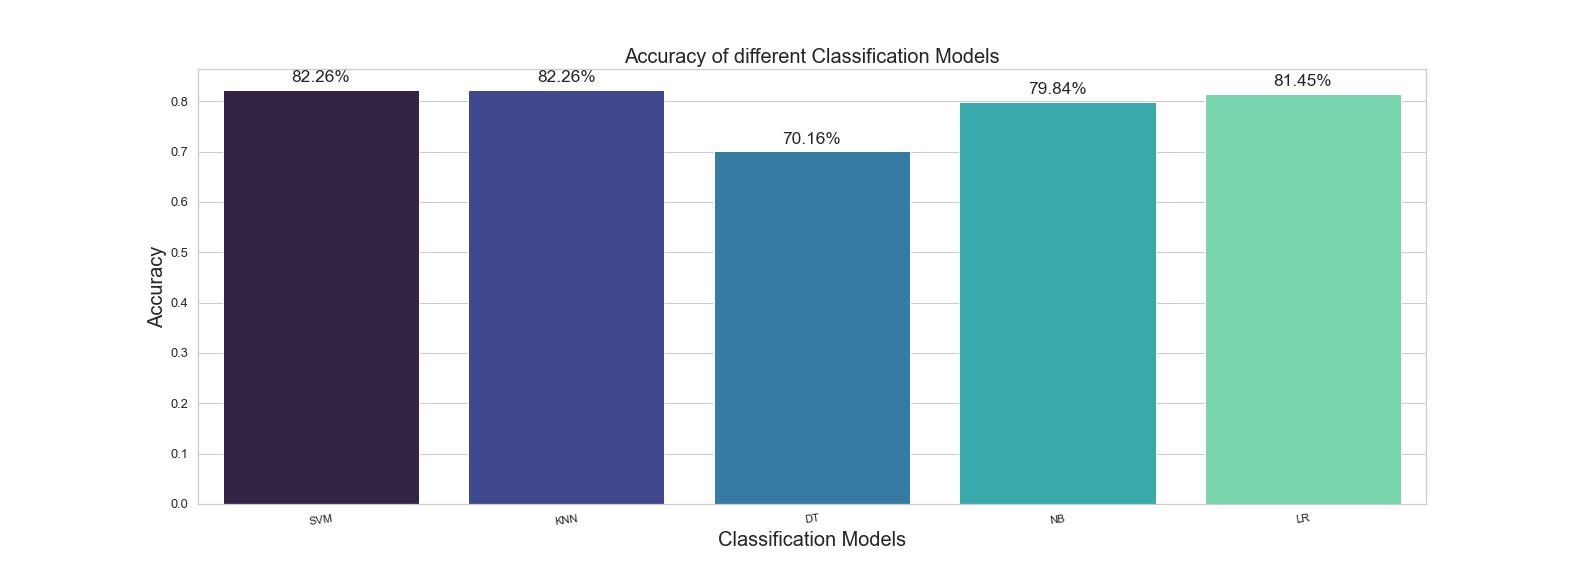 Accuracy of different Classification Models
82.26%
82.26%
70.16%
79.84%
81.45%
Accuracy
0.8
0.7
0.6
0.5
0.4
0.3
0.2
0.1
0.0
SVM
KNN
DT
NB
LR
Classification Models